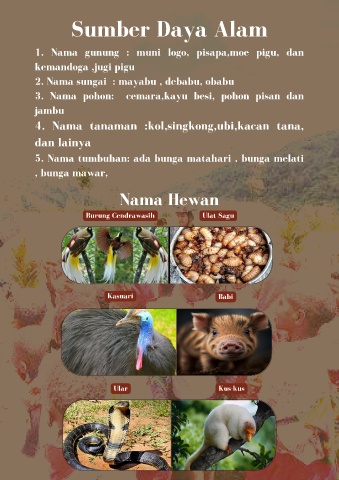 Sumber Daya Alam
1. Nama gunung : muni logo, pisapa,moe pigu, dan
kemandoga ,jugi pigu
2. Nama sungai : mayabu , debabu, obabu
3. Nama pohon: cemara,kayu besi, pohon pisan dan
jambu
4. Nama tanaman :kol,singkong,ubi,kacan tana,
dan lainya
5. Nama tumbuhan: ada bunga matahari , bunga melati
, bunga mawar,
Nama Hewan
Burung Cendrawasih
Ulat Sagu
Kasuari
Babi
Ular
Kus-kus